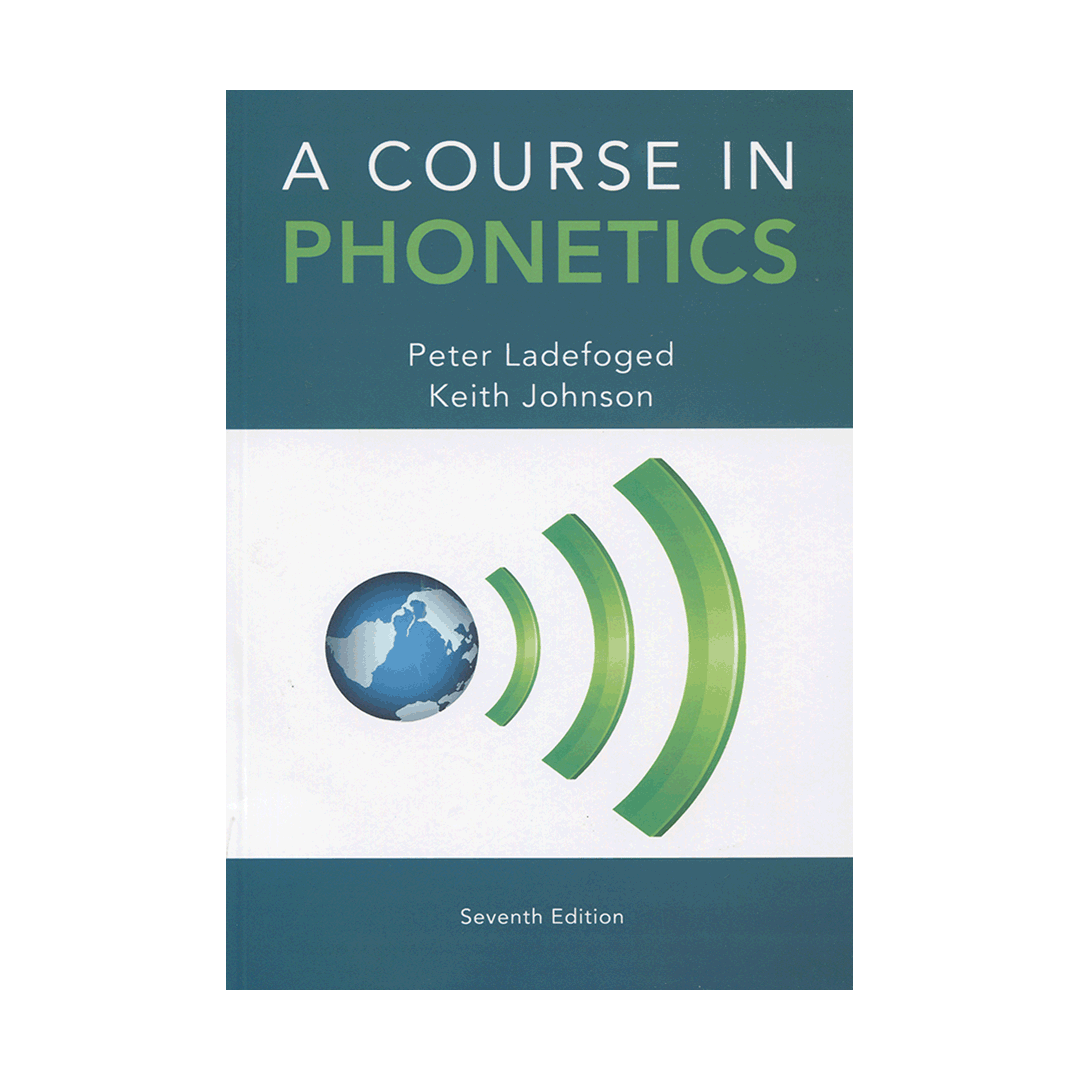 A COURSE IN
PHONETICS
Peter Ladefoged
Keith Johnson
Seventh Edition